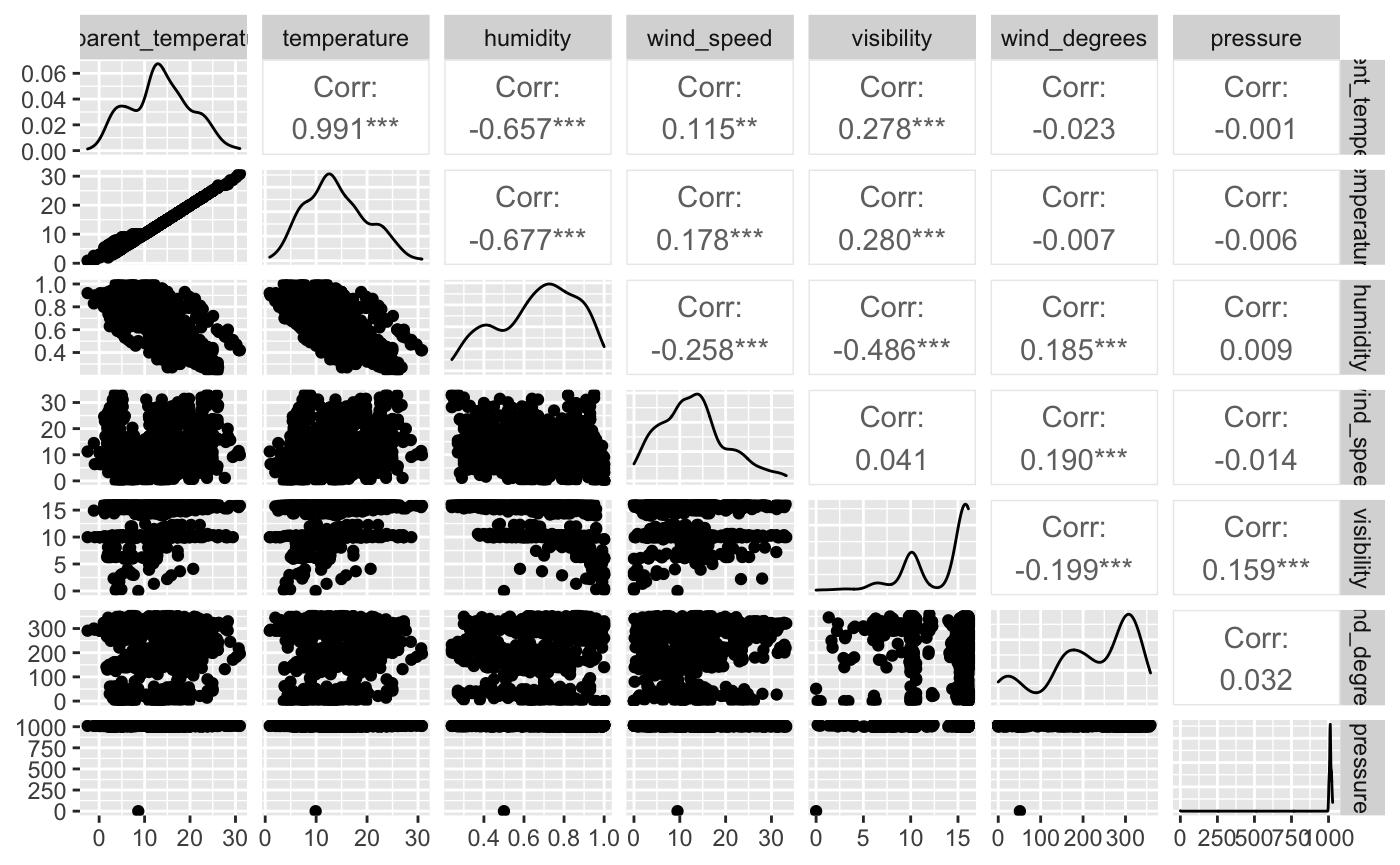 parent_temperatu temperature humidity wind_speed visibility wind_degrees pressure
0.06
0.04
0.02
0.00
Corr: Corr: Corr: Corr: Corr: Corr:
0.991*** -0.657*** 0.115** 0.278*** -0.023 -0.001
ent_tempe
30
20
10
0
Corr: Corr: Corr: Corr: Corr:
-0.677*** 0.178*** 0.280*** -0.007 -0.006
emperatur
1.0
0.8
0.6
0.4
Corr: Corr: Corr: Corr:
-0.258*** -0.486*** 0.185*** 0.009
humidity
30
20
10
0
Corr: Corr: Corr:
0.041 0.190*** -0.014
ind_spee
15
10
5
0
Corr: Corr:
-0.199*** 0.159***
visibility
300
200
100
0
Corr:
0.032
nd_degre
1000
750
500
250
0
pressure
0 10 20 30 0 10 20 30 0.4 0.6 0.8 1.0 0 10 20 30 0 5 10 15 0 100 200 300 0 250 500 750 1000